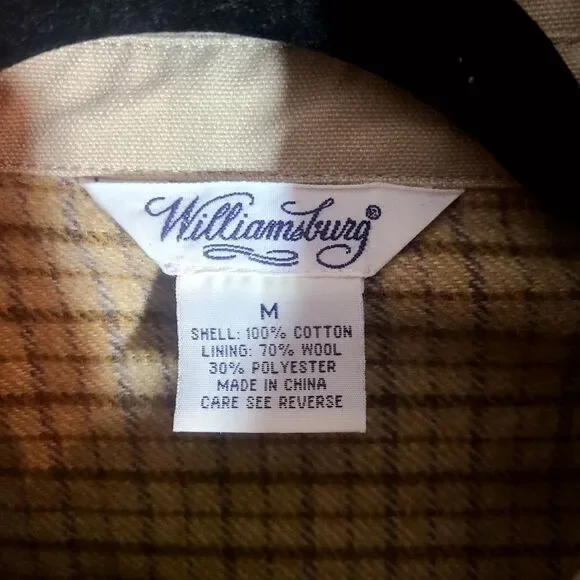 Williamsburg®
M
SHELL: 100% COTTON
LINING: 70% WOOL
30% POLYESTER
MADE IN CHINA
CARE SEE REVERSE